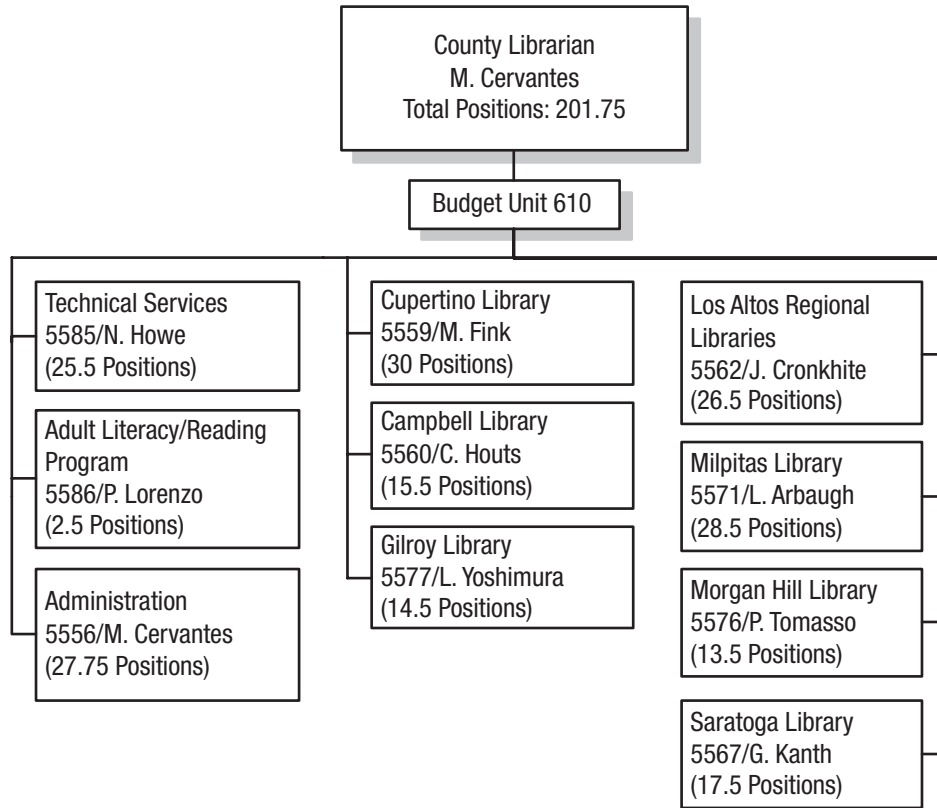 County Librarian
M. Cervantes
Total Positions: 201.75
Budget Unit 610
Technical Services
5585/N. Howe
(25.5 Positions)
Adult Literacy/Reading
Program
5586/P. Lorenzo
(2.5 Positions)
Administration
5556/M. Cervantes
(27.75 Positions)
Cupertino Library
5559/M. Fink
(30 Positions)
Campbell Library
5560/C. Houts
(15.5 Positions)
Gilroy Library
5577/L. Yoshimura
(14.5 Positions)
Los Altos Regional
Libraries
5562/J. Cronkhite
(26.5 Positions)
Milpitas Library
5571/L. Arbaugh
(28.5 Positions)
Morgan Hill Library
5576/P. Tomasso
(13.5 Positions)
Saratoga Library
5567/G. Kanth
(17.5 Positions)